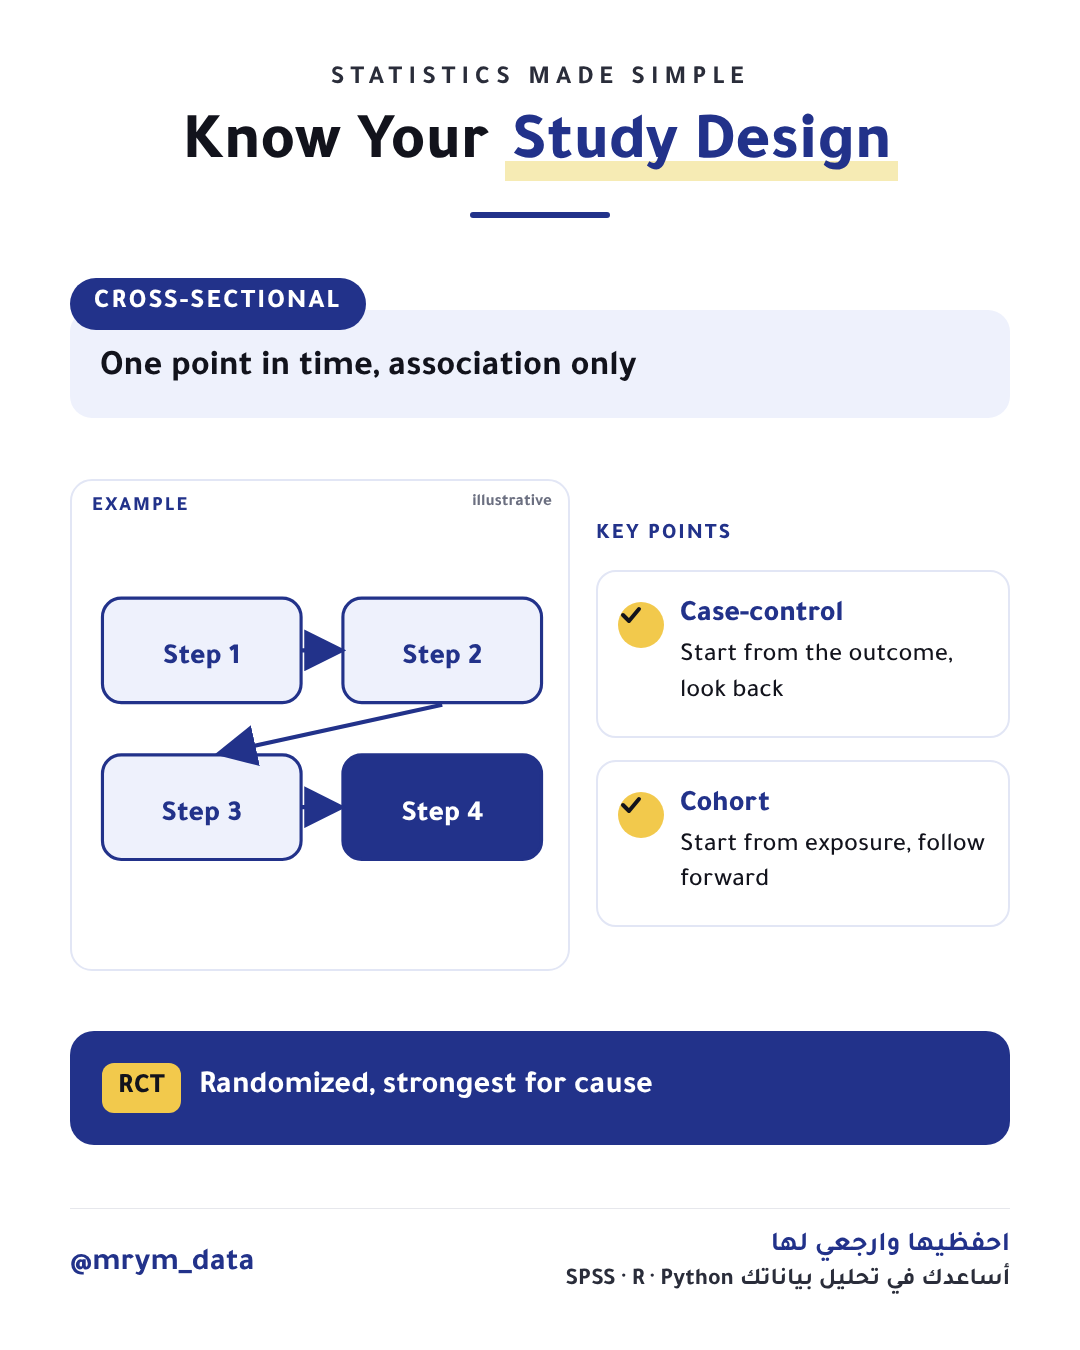 STATISTICS MADE SIMPLE
Know Your Study Design
CROSS-SECTIONAL
One point in time, association only
EXAMPLE
illustrative
Step 1
Step 2
Step 3
Step 4
KEY POINTS
Case-control
Start from the outcome,
look back
Cohort
Start from exposure, follow
forward
RCT Randomized, strongest for cause
@mrym_data
احفظيها وارجعي لها
أساعدك في تحليل بياناتك SPSS · R · Python